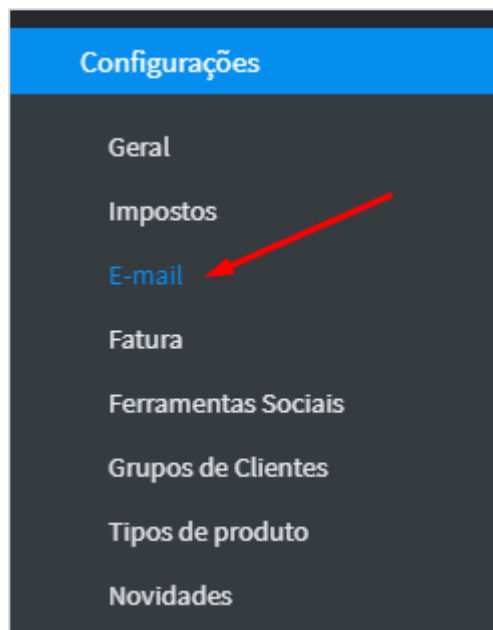 Configurações
Geral
Impostos
E-mail
Fatura
Ferramentas Sociais
Grupos de Clientes
Tipos de produto
Novidades